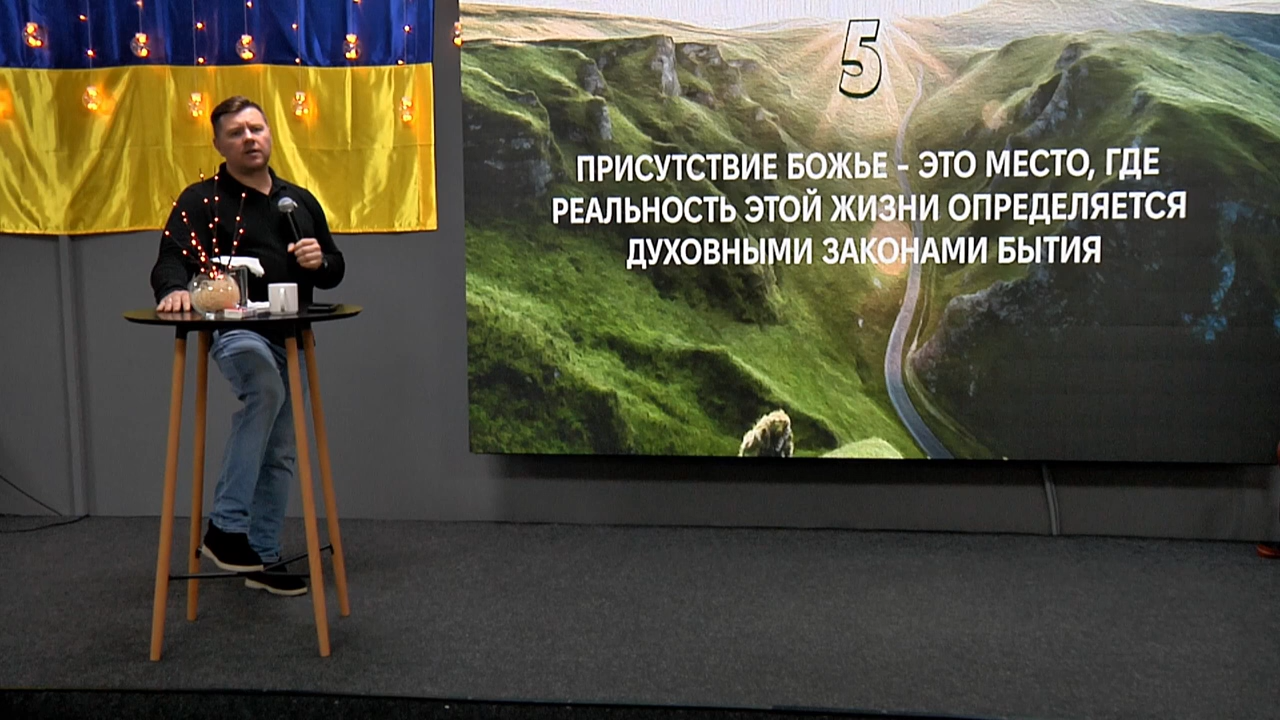 5
ПРИСУТСТВИЕ БОЖЬЕ - ЭТО МЕСТО, ГДЕ
РЕАЛЬНОСТЬ ЭТОЙ ЖИЗНИ ОПРЕДЕЛЯЕТСЯ
ДУХОВНЫМИ ЗАКОНАМИ БЫТИЯ